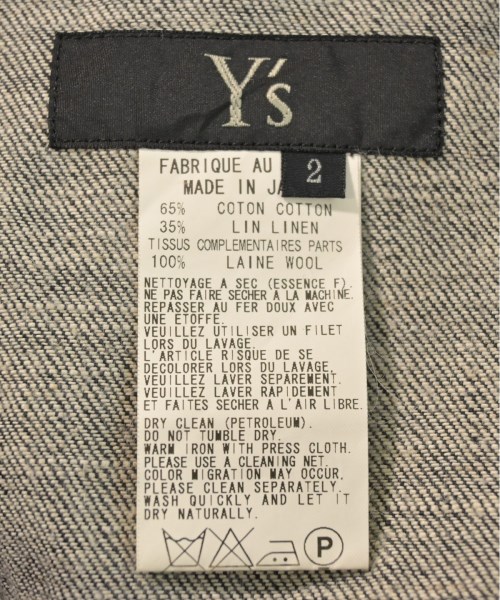 Y's
2
FABRIQUE AU
MADE IN JA
65% COTON COTTON
35% LIN LINEN
TISSUS COMPLEMENTAIRES PARTS
100% LAINE WOOL
NETTOYAGE A SEC (ESSENCE F).
NE PAS FAIRE SECHER A LA MACHINE.
REPASSER AU FER DOUX AVEC
UNE ETOFFE.
VEUILLEZ UTILISER UN FILET
LORS DU LAVAGE.
L'ARTICLE RISQUE DE SE
DECOLORER LORS DU LAVAGE,
VEUILLEZ LAVER SEPAREMENT.
VEUILLEZ LAVER RAPIDEMENT
ET FAITES SECHER A L'AIR LIBRE.
DRY CLEAN (PETROLEUM).
DO NOT TUMBLE DRY.
WARM IRON WITH PRESS CLOTH.
PLEASE USE A CLEANING NET.
COLOR MIGRATION MAY OCCUR,
PLEASE CLEAN SEPARATELY.
WASH QUICKLY AND LET IT
DRY NATURALLY.
P